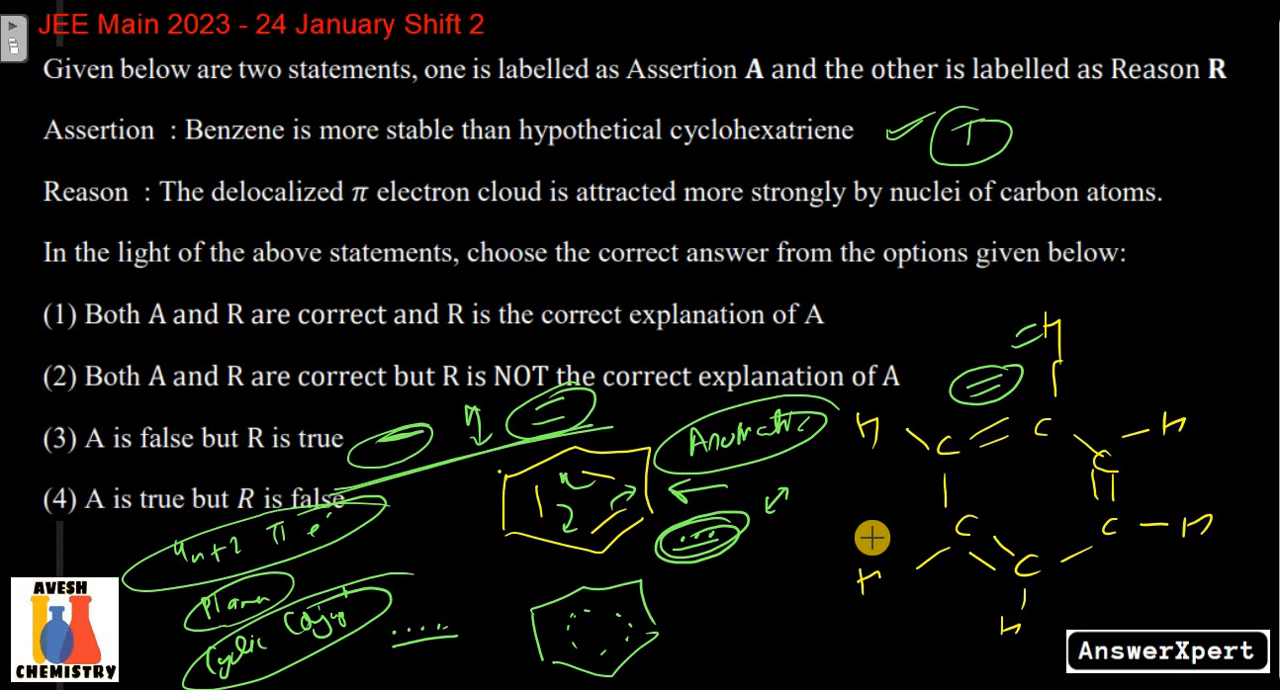 JEE Main 2023 - 24 January Shift 2
Given below are two statements, one is labelled as Assertion A and the other is labelled as Reason R
Assertion : Benzene is more stable than hypothetical cyclohexatriene
T
Reason : The delocalized π electron cloud is attracted more strongly by nuclei of carbon atoms.
In the light of the above statements, choose the correct answer from the options given below:
(1) Both A and R are correct and R is the correct explanation of A
(2) Both A and R are correct but R is NOT the correct explanation of A
(3) A is false but R is true
(4) A is true but R is false
4n+2 π e⁻
Cyclic
H
H C C H
C
C C H
H C
H
AVESH
CHEMISTRY
AnswerXpert